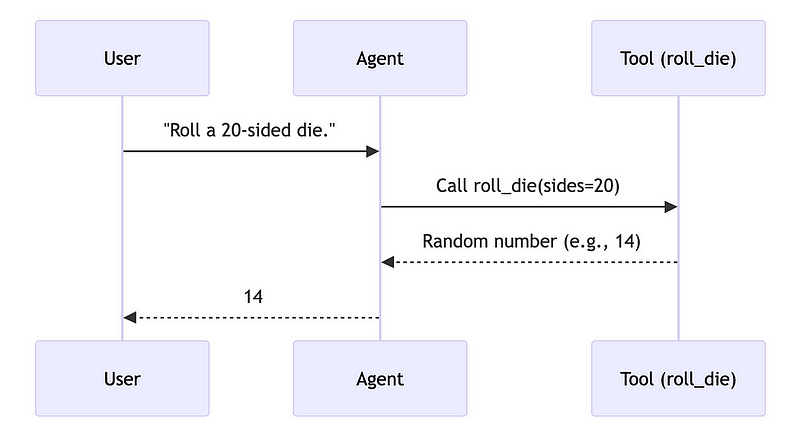 User
Agent
Tool (roll_die)
"Roll a 20-sided die."
Call roll_die(sides=20)
Random number (e.g., 14)
14
User
Agent
Tool (roll_die)